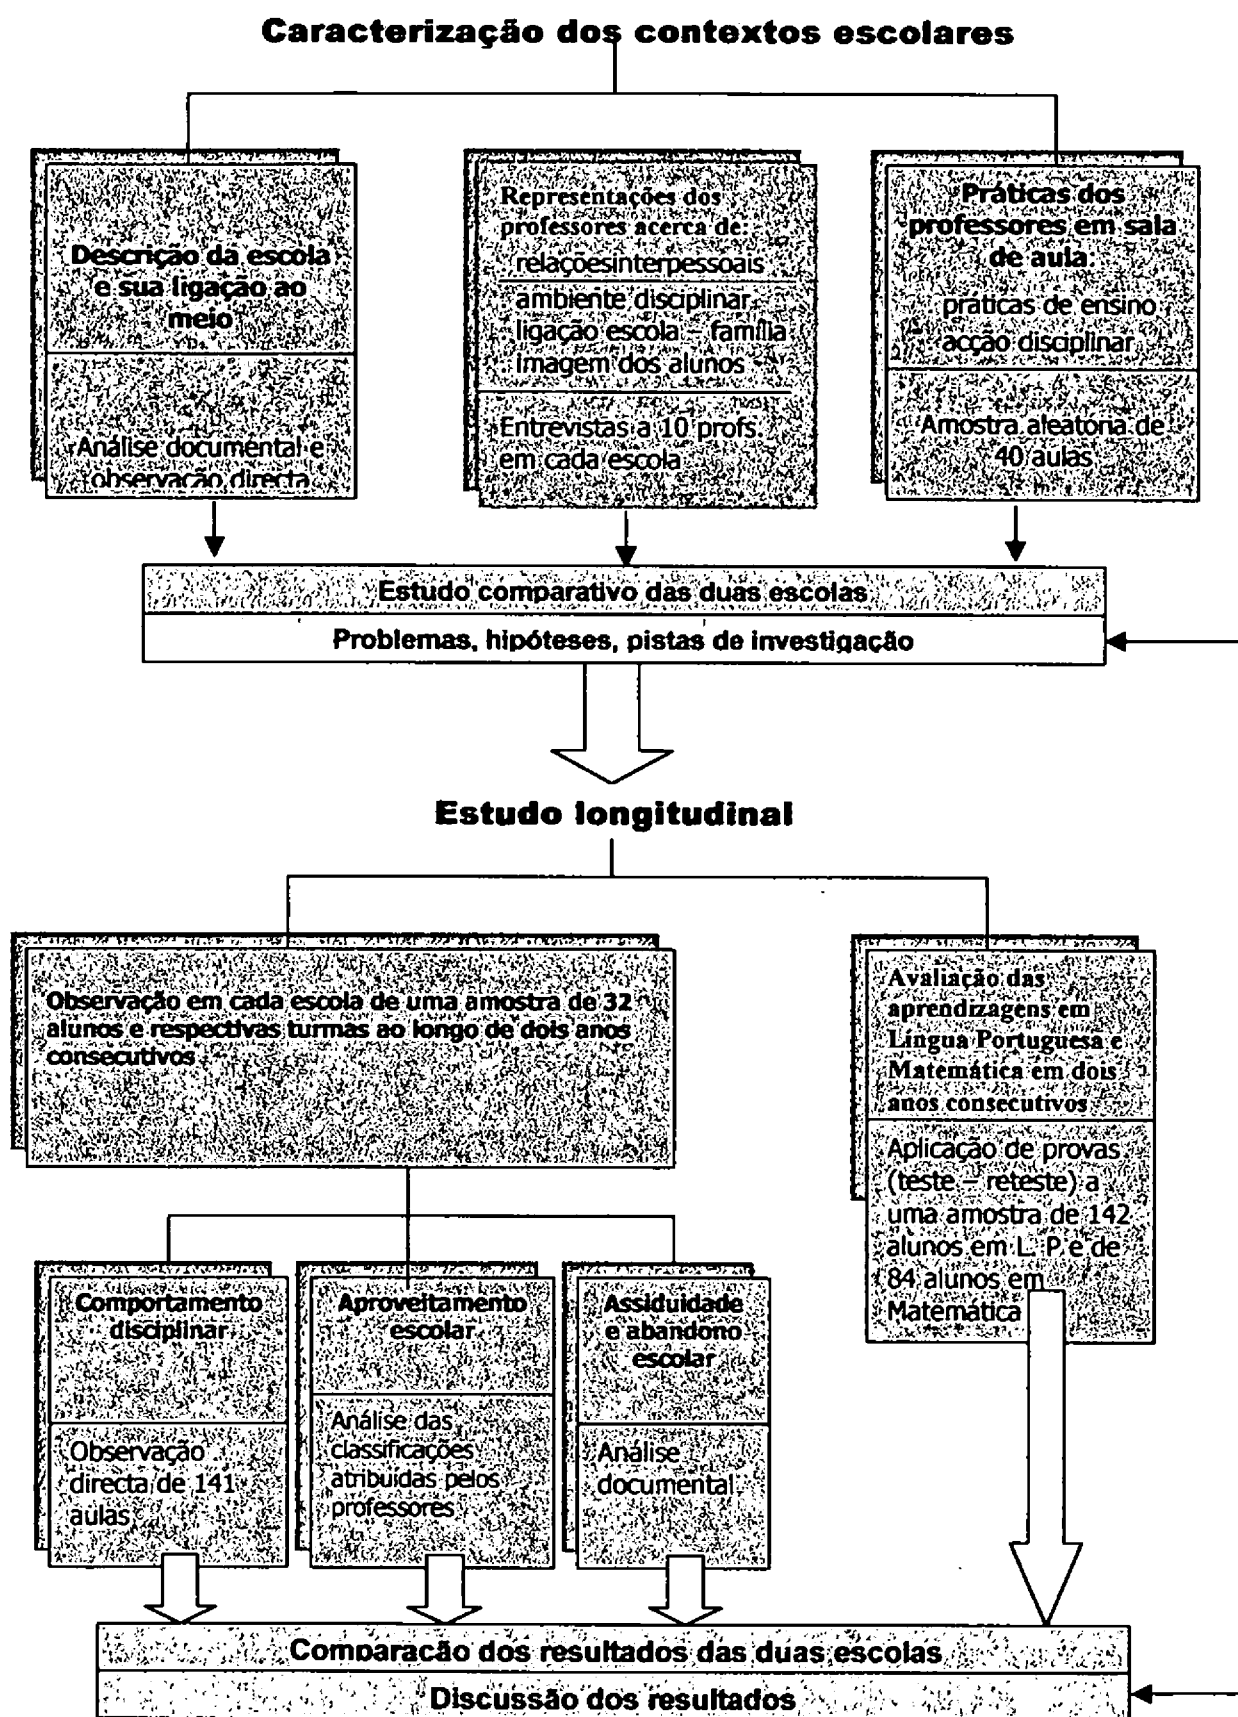 Caracterização dos contextos escolares
Descrição da escola
e sua ligação ao
meio
Análise documental e
observação directa
Representações dos
professores acerca de:
relaçõesinterpessoais
ambiente disciplinar
ligação escola – família
imagem dos alunos
Entrevistas a 10 profs.
em cada escola
Práticas dos
professores em sala
de aula:
práticas de ensino
acção disciplinar
Amostra aleatória de
40 aulas
Estudo comparativo das duas escolas
Problemas, hipóteses, pistas de investigação
Estudo longitudinal
Observação em cada escola de uma amostra de 32
alunos e respectivas turmas ao longo de dois anos
consecutivos
Avaliação das
aprendizagens em
Língua Portuguesa e
Matemática em dois
anos consecutivos
Aplicação de provas
(teste – reteste) a
uma amostra de 142
alunos em L. P e de
84 alunos em
Matemática
Comportamento
disciplinar
Observação
directa de 141
aulas
Aproveitamento
escolar
Análise das
classificações
atribuidas pelos
professores
Assiduidade
e abandono
escolar
Análise
documental
Comparação dos resultados das duas escolas
Discussão dos resultados